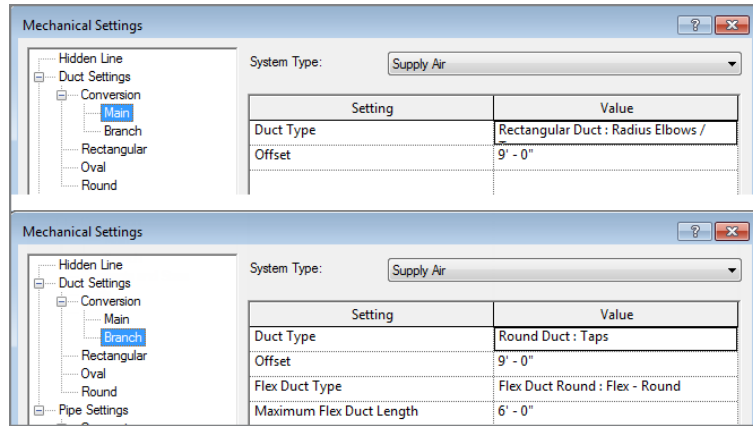 Mechanical Settings
Hidden Line
Duct Settings
Conversion
Main
Branch
Rectangular
Oval
Round
System Type: Supply Air
Setting Value
Duct Type Rectangular Duct : Radius Elbows /
Offset 9' - 0"
Mechanical Settings
Hidden Line
Duct Settings
Conversion
Main
Branch
Rectangular
Oval
Round
Pipe Settings
System Type: Supply Air
Setting Value
Duct Type Round Duct : Taps
Offset 9' - 0"
Flex Duct Type Flex Duct Round : Flex - Round
Maximum Flex Duct Length 6' - 0"